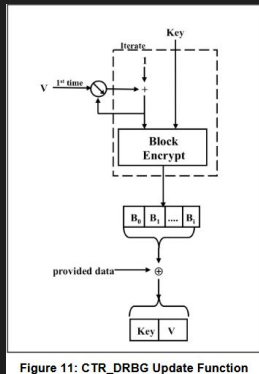 Key
Iterate
V 1st time
+
Block
Encrypt
B0 B1 .... Bi
provided data ⊕
Key V
Figure 11: CTR_DRBG Update Function